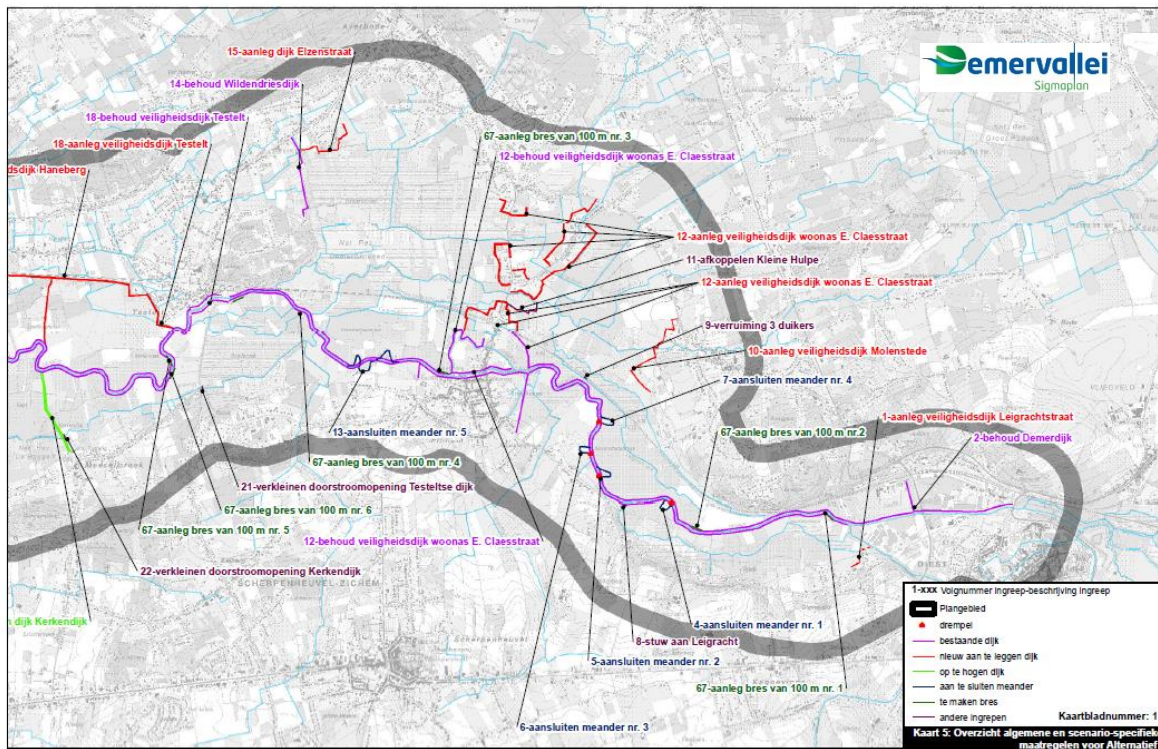 Demervallei
Sigmaplan
15-aanleg dijk Elzenstraat
14-behoud Wildendriesdijk
18-behoud veiligheidsdijk Testelt
18-aanleg veiligheidsdijk Testelt
dsdijk Haneberg
67-aanleg bres van 100 m nr. 3
12-behoud veiligheidsdijk woonas E. Claesstraat
12-aanleg veiligheidsdijk woonas E. Claesstraat
11-afkoppelen Kleine Hulpe
12-aanleg veiligheidsdijk woonas E. Claesstraat
9-verruiming 3 duikers
10-aanleg veiligheidsdijk Molenstede
7-aansluiten meander nr. 4
1-aanleg veiligheidsdijk Leigrachtstraat
67-aanleg bres van 100 m nr.2
2-behoud Demerdijk
13-aansluiten meander nr. 5
67-aanleg bres van 100 m nr. 4
21-verkleinen doorstroomopening Testeltse dijk
67-aanleg bres van 100 m nr. 6
67-aanleg bres van 100 m nr. 5
12-behoud veiligheidsdijk woonas E. Claesstraat
22-verkleinen doorstroomopening Kerkendijk
SCHERPENHEUVEL-ZICHEM
Scherpenheuvel
DIEST
n dijk Kerkendijk
4-aansluiten meander nr. 1
8-stuw aan Leigracht
5-aansluiten meander nr. 2
67-aanleg bres van 100 m nr. 1
6-aansluiten meander nr. 3
1-xxx Volgnummer ingreep-beschrijving ingreep
Plangebied
drempel
bestaande dijk
nieuw aan te leggen dijk
op te hogen dijk
aan te sluiten meander
te maken bres
andere ingrepen
Kaartbladnummer: 1
Kaart 5: Overzicht algemene en scenario-specifieke
maatregelen voor Alternatief